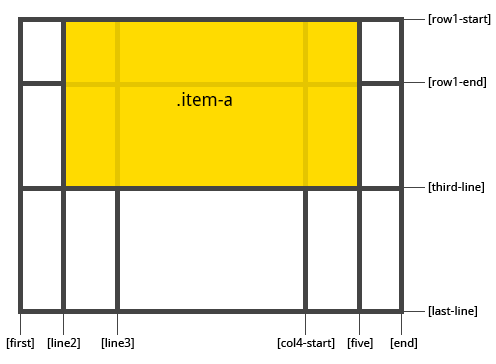 [row1-start]
[row1-end]
.item-a
[third-line]
[last-line]
[first] [line2] [line3] [col4-start] [five] [end]